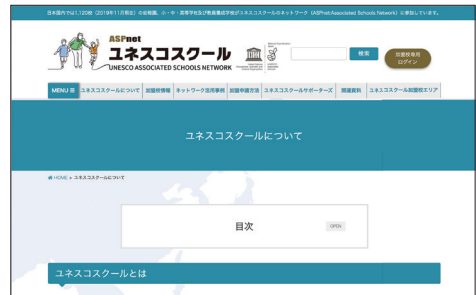 日本国内では1,120校（2019年11月現在）の幼稚園、小・中・高等学校及び教員養成学校がユネスコスクールのネットワーク（ASPnet:Associated Schools Network）に参加しています。
ASPnet
ユネスコスクール
UNESCO ASSOCIATED SCHOOLS NETWORK
検索
加盟校専用
ログイン
MENU ユネスコスクールについて 加盟校情報 ネットワーク活用事例 加盟申請方法 ユネスコスクールサポーターズ 関連資料 ユネスコスクール加盟校エリア
ユネスコスクールについて
HOME » ユネスコスクールについて
目次
OPEN
ユネスコスクールとは